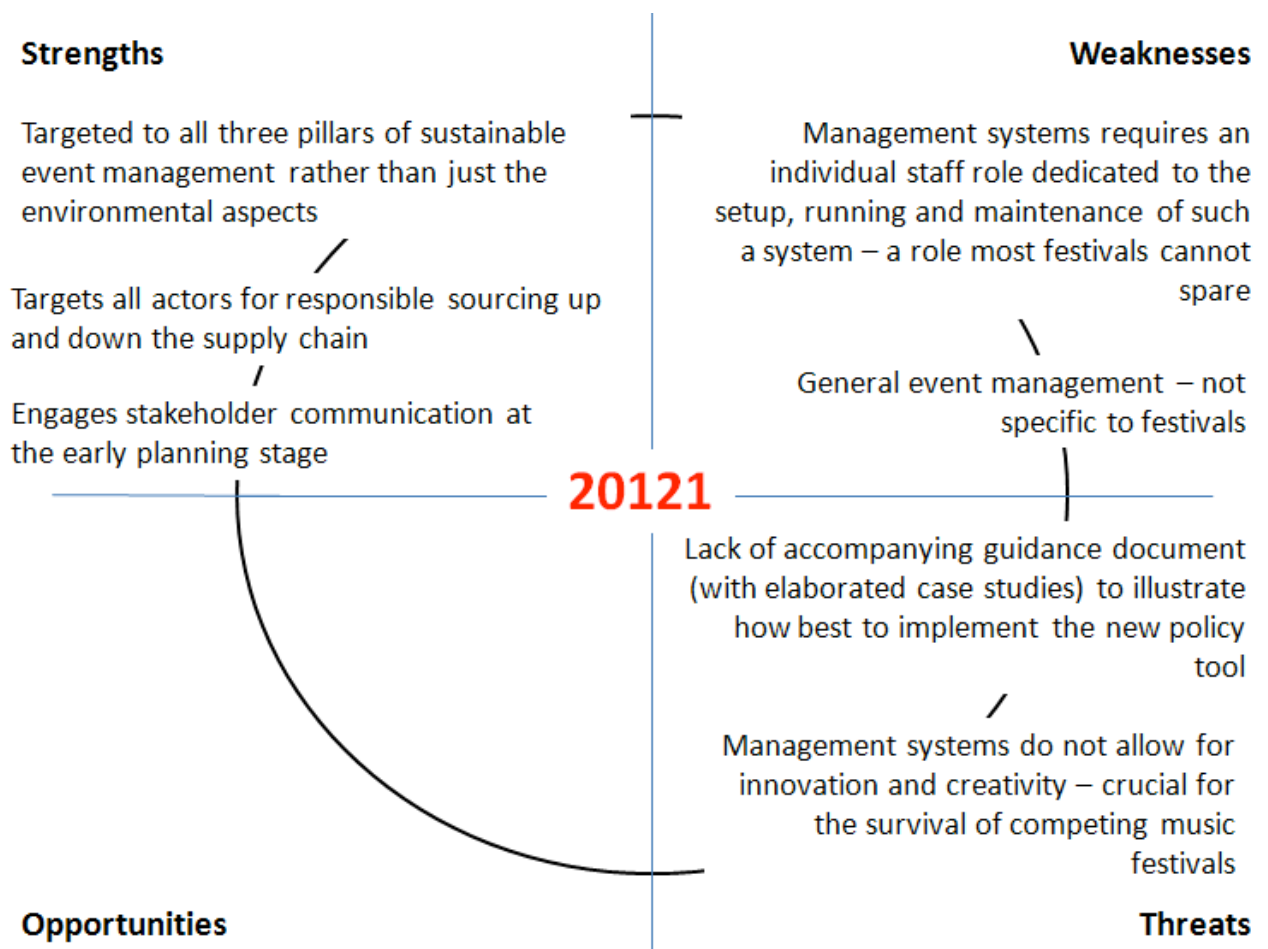 Strengths
Targeted to all three pillars of sustainable
event management rather than just the
environmental aspects
Targets all actors for responsible sourcing up
and down the supply chain
Engages stakeholder communication at
the early planning stage
Weaknesses
Management systems requires an
individual staff role dedicated to the
setup, running and maintenance of such
a system – a role most festivals cannot
spare
General event management – not
specific to festivals
20121
Lack of accompanying guidance document
(with elaborated case studies) to illustrate
how best to implement the new policy
tool
Management systems do not allow for
innovation and creativity – crucial for
the survival of competing music
festivals
Opportunities
Threats